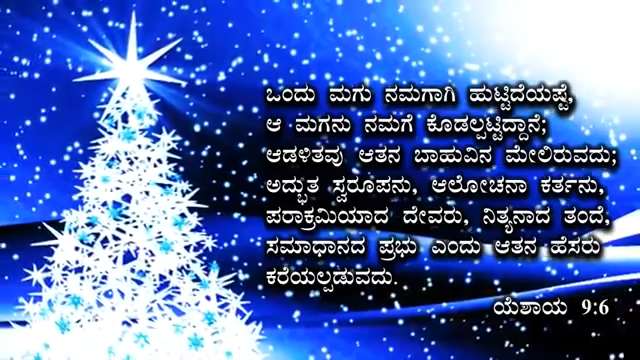 ಒಂದು ಮಗು ನಮಗಾಗಿ ಹುಟ್ಟಿದೆಯಷ್ಟೆ,
ಆ ಮಗನು ನಮಗೆ ಕೊಡಲ್ಪಟ್ಟಿದ್ದಾನೆ;
ಆಡಳಿತವು ಆತನ ಬಾಹುವಿನ ಮೇಲಿರುವದು;
ಅದ್ಭುತ ಸ್ವರೂಪನು, ಆಲೋಚನಾ ಕರ್ತನು,
ಪರಾಕ್ರಮಿಯಾದ ದೇವರು, ನಿತ್ಯನಾದ ತಂದೆ,
ಸಮಾಧಾನದ ಪ್ರಭು ಎಂದು ಆತನ ಹೆಸರು
ಕರೆಯಲ್ಪಡುವದು.
ಯೆಶಾಯ 9:6